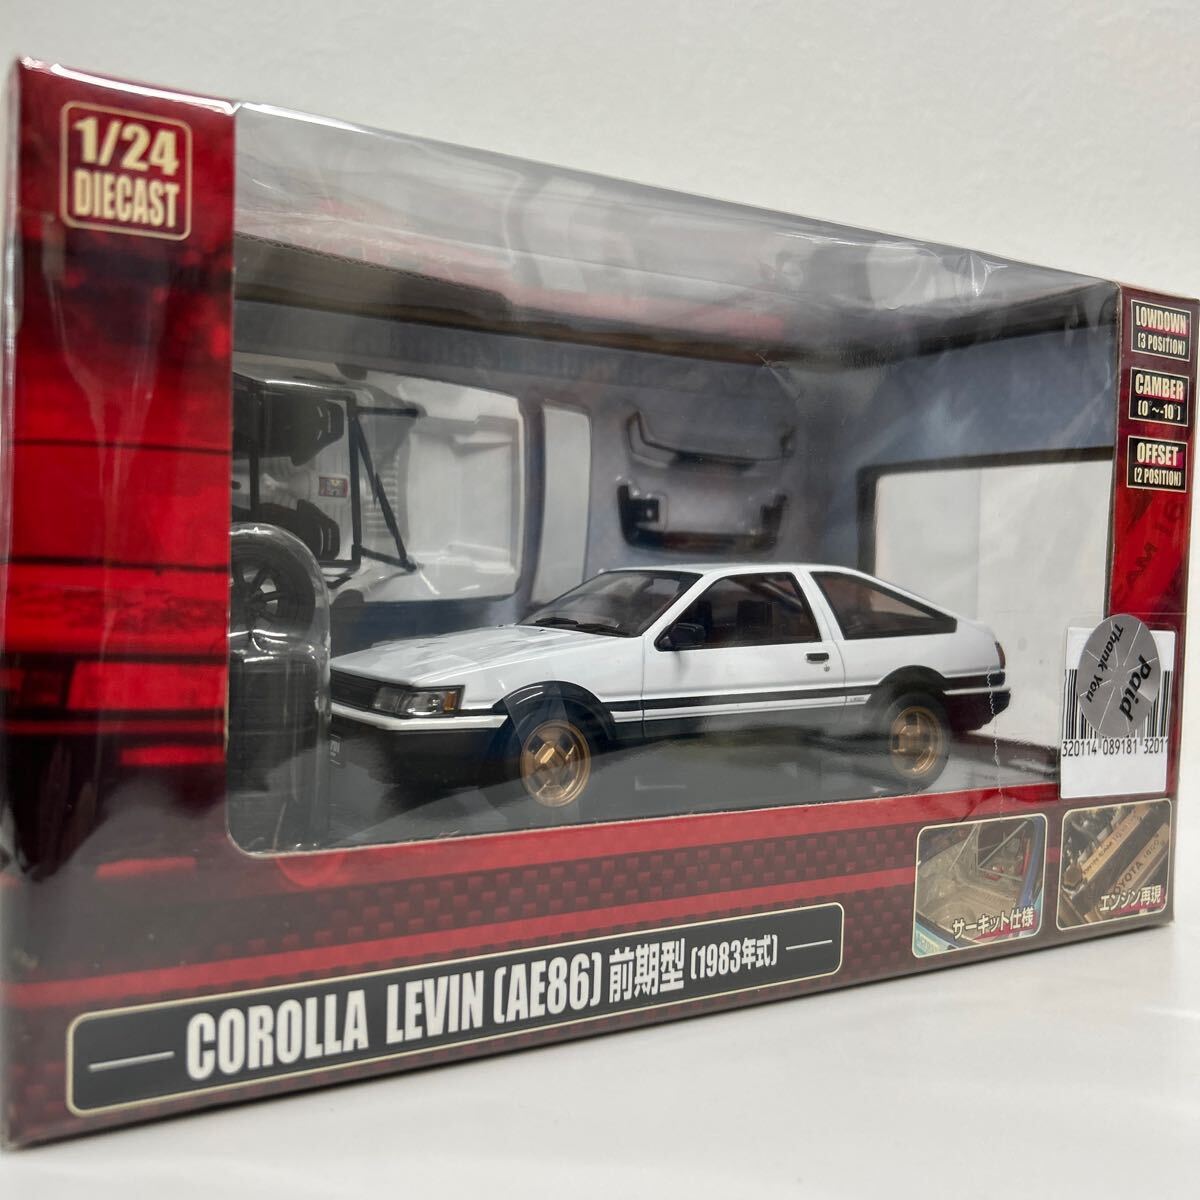 1/24
DIECAST
LOWDOWN
(3 POSITION)
CAMBER
(0°~-10°)
OFFSET
(2 POSITION)
Paid
Thank You
320114 089181 3201
サーキット仕様
TOYOTA
エンジン再現
COROLLA LEVIN (AE86) 前期型 (1983年式)